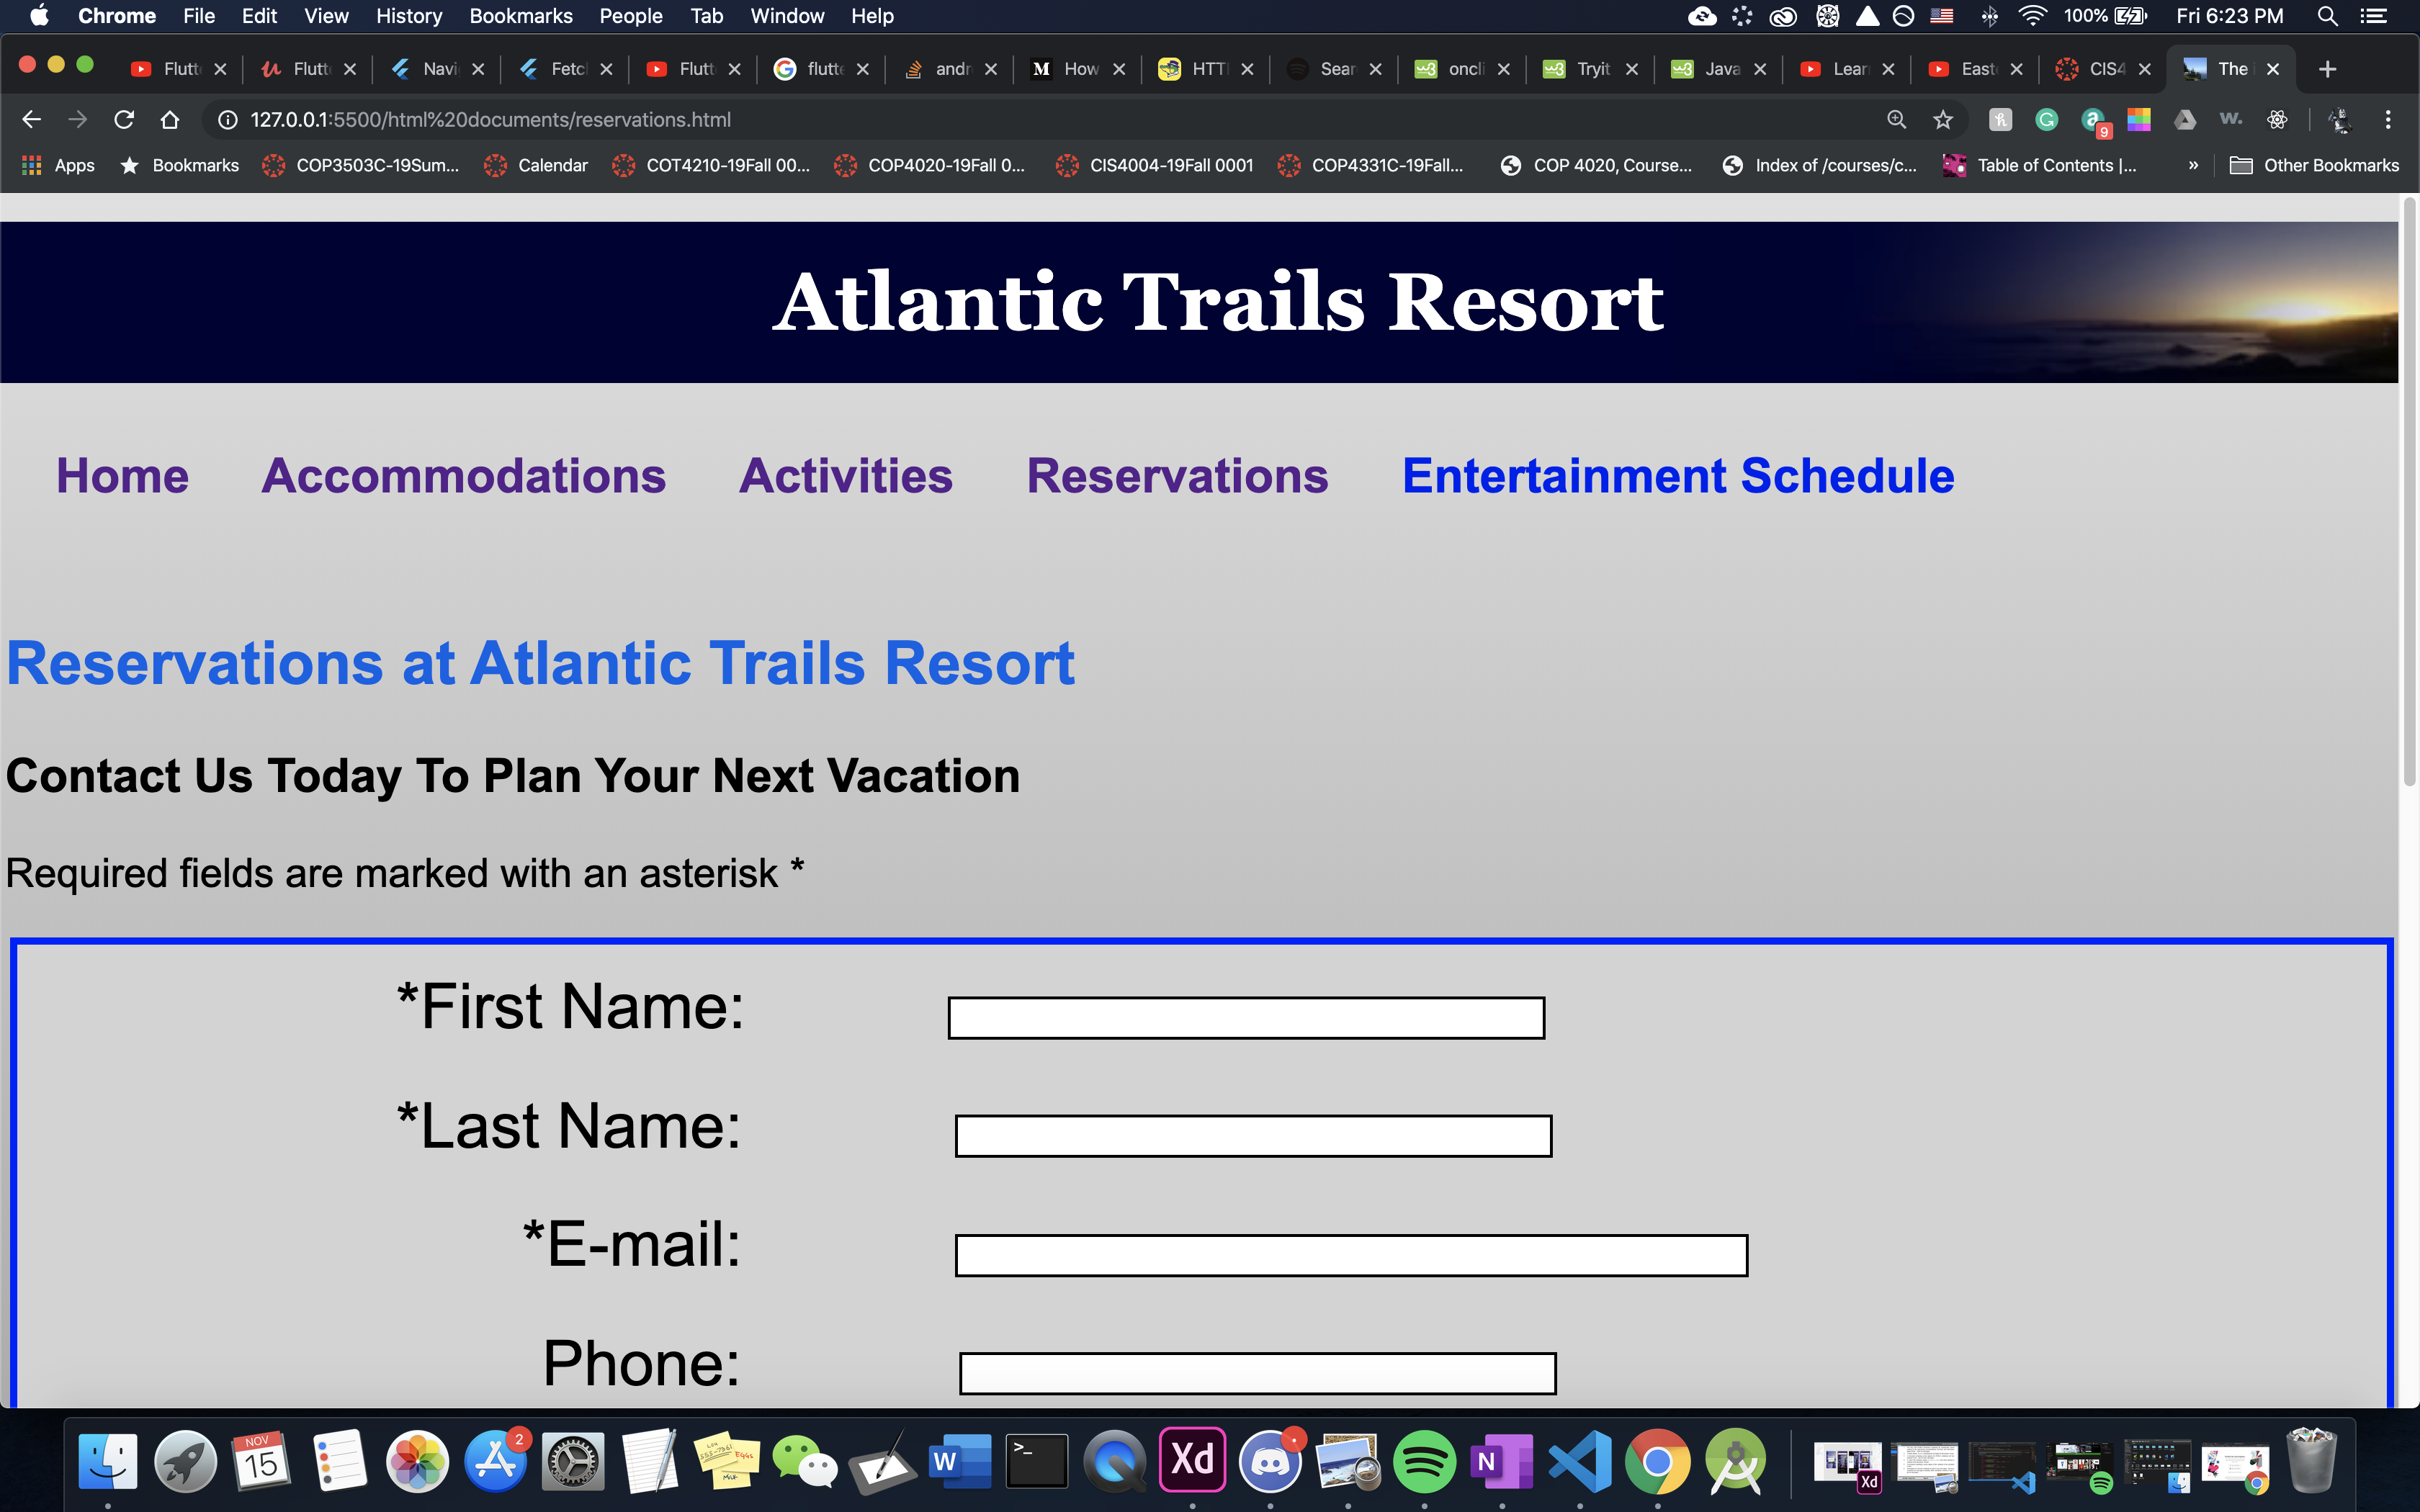 Chrome File Edit View History Bookmarks People Tab Window Help 100% Fri 6:23 PM
Flutt Flutt Navi Fetc Flutt flutte andr How HTT Sear oncli Tryit Java Lear East CIS4 The
127.0.0.1:5500/html%20documents/reservations.html 9
Apps Bookmarks COP3503C-19Sum... Calendar COT4210-19Fall 00... COP4020-19Fall 0... CIS4004-19Fall 0001 COP4331C-19Fall... COP 4020, Course... Index of /courses/c... Table of Contents |... » Other Bookmarks
Atlantic Trails Resort
Home Accommodations Activities Reservations Entertainment Schedule
Reservations at Atlantic Trails Resort
Contact Us Today To Plan Your Next Vacation
Required fields are marked with an asterisk *
*First Name:
*Last Name:
*E-mail:
Phone:
NOV
15
2
W
>_
Xd
N
Xd